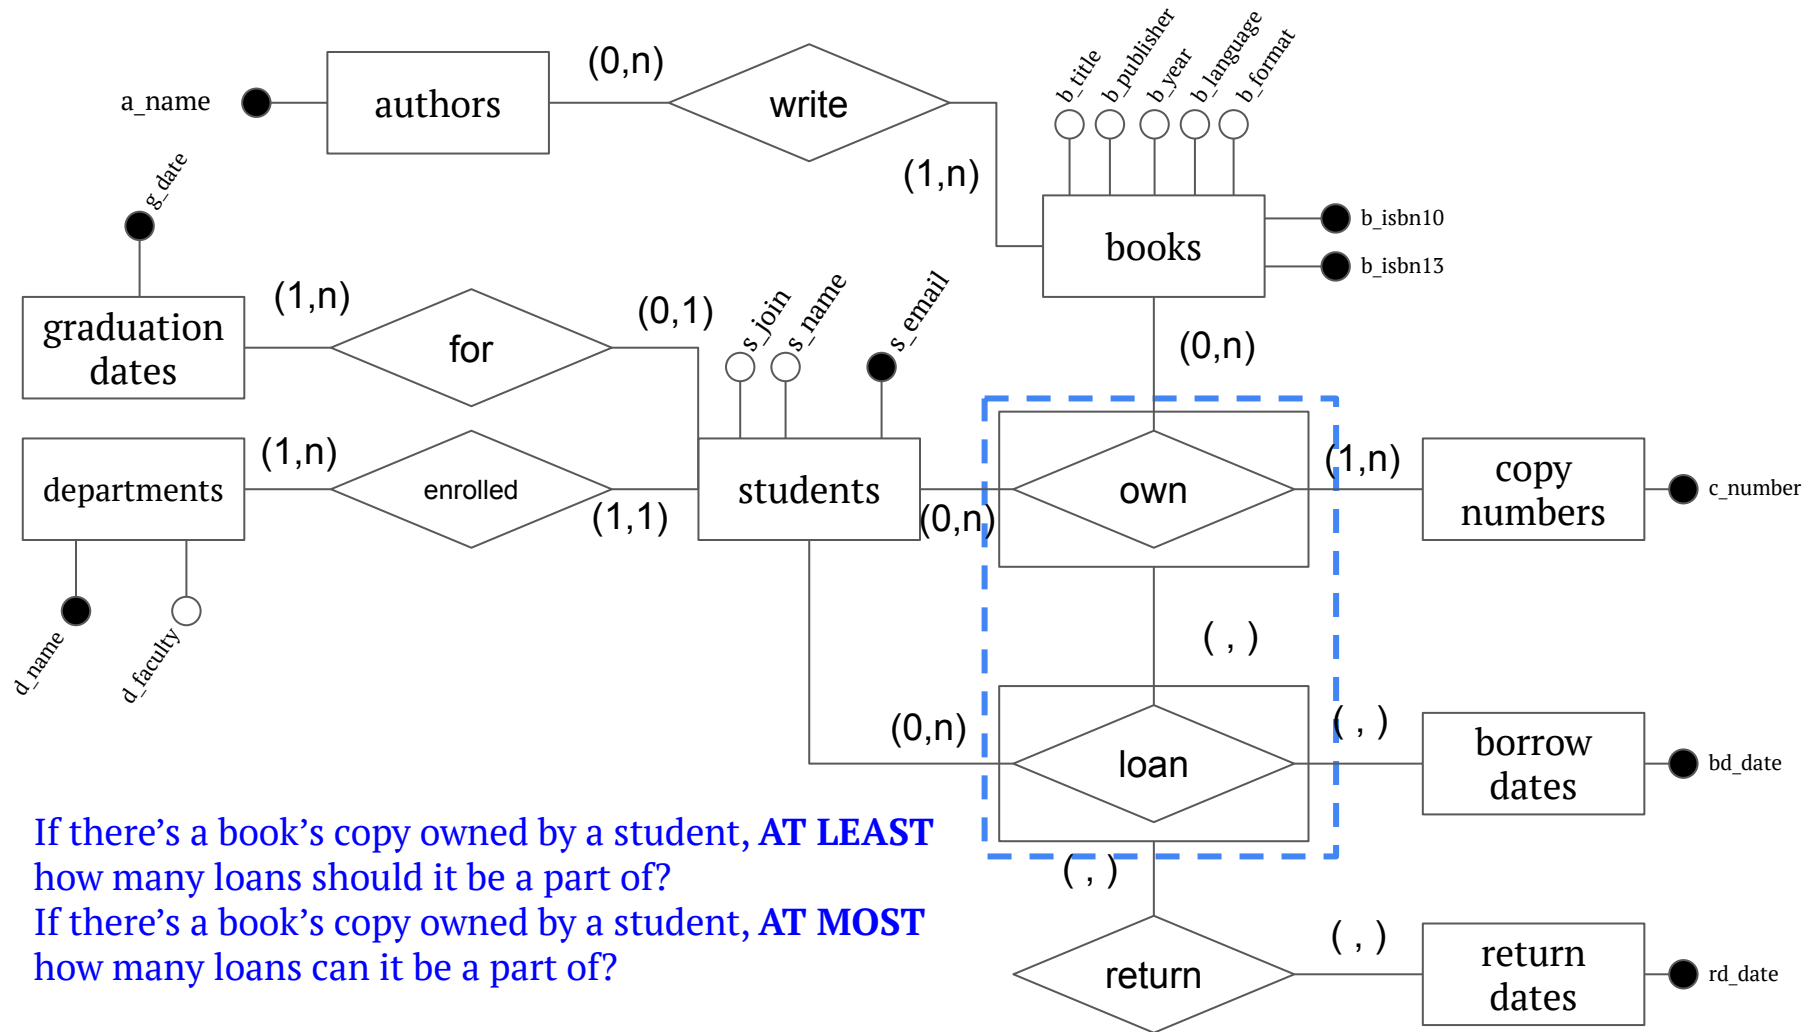 b_title
b_publisher
b_year
b_language
b_format
(0,n)
a_name
authors
write
(1,n)
g_date
b_isbn10
books
b_isbn13
s_join
s_name
s_email
(1,n)
(0,1)
graduation
dates
for
(0,n)
(1,n)
(1,n)
departments
enrolled
students
own
copy
numbers
c_number
(1,1)
(0,n)
d_name
d_faculty
( , )
(0,n)
( , )
loan
borrow
dates
bd_date
If there’s a book’s copy owned by a student, AT LEAST
how many loans should it be a part of?
If there’s a book’s copy owned by a student, AT MOST
how many loans can it be a part of?
( , )
( , )
return
return
dates
rd_date